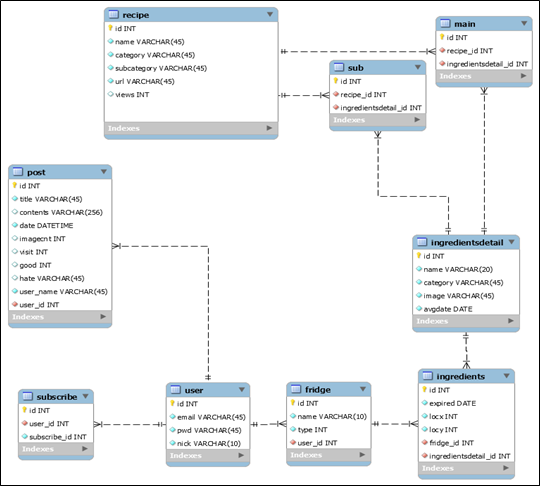 recipe
id INT
name VARCHAR(45)
category VARCHAR(45)
subcategory VARCHAR(45)
url VARCHAR(45)
views INT
Indexes
main
id INT
recipe_id INT
ingredientsdetail_id INT
Indexes
sub
id INT
recipe_id INT
ingredientsdetail_id INT
Indexes
post
id INT
title VARCHAR(45)
contents VARCHAR(256)
date DATETIME
imagecnt INT
visit INT
good INT
hate VARCHAR(45)
user_name VARCHAR(45)
user_id INT
Indexes
ingredientsdetail
id INT
name VARCHAR(20)
category VARCHAR(45)
image VARCHAR(45)
avgdate DATE
Indexes
subscribe
id INT
user_id INT
subscribe_id INT
Indexes
user
id INT
email VARCHAR(45)
pwd VARCHAR(45)
nick VARCHAR(10)
Indexes
fridge
id INT
name VARCHAR(10)
type INT
user_id INT
Indexes
ingredients
id INT
expired DATE
locx INT
locy INT
fridge_id INT
ingredientsdetail_id INT
Indexes